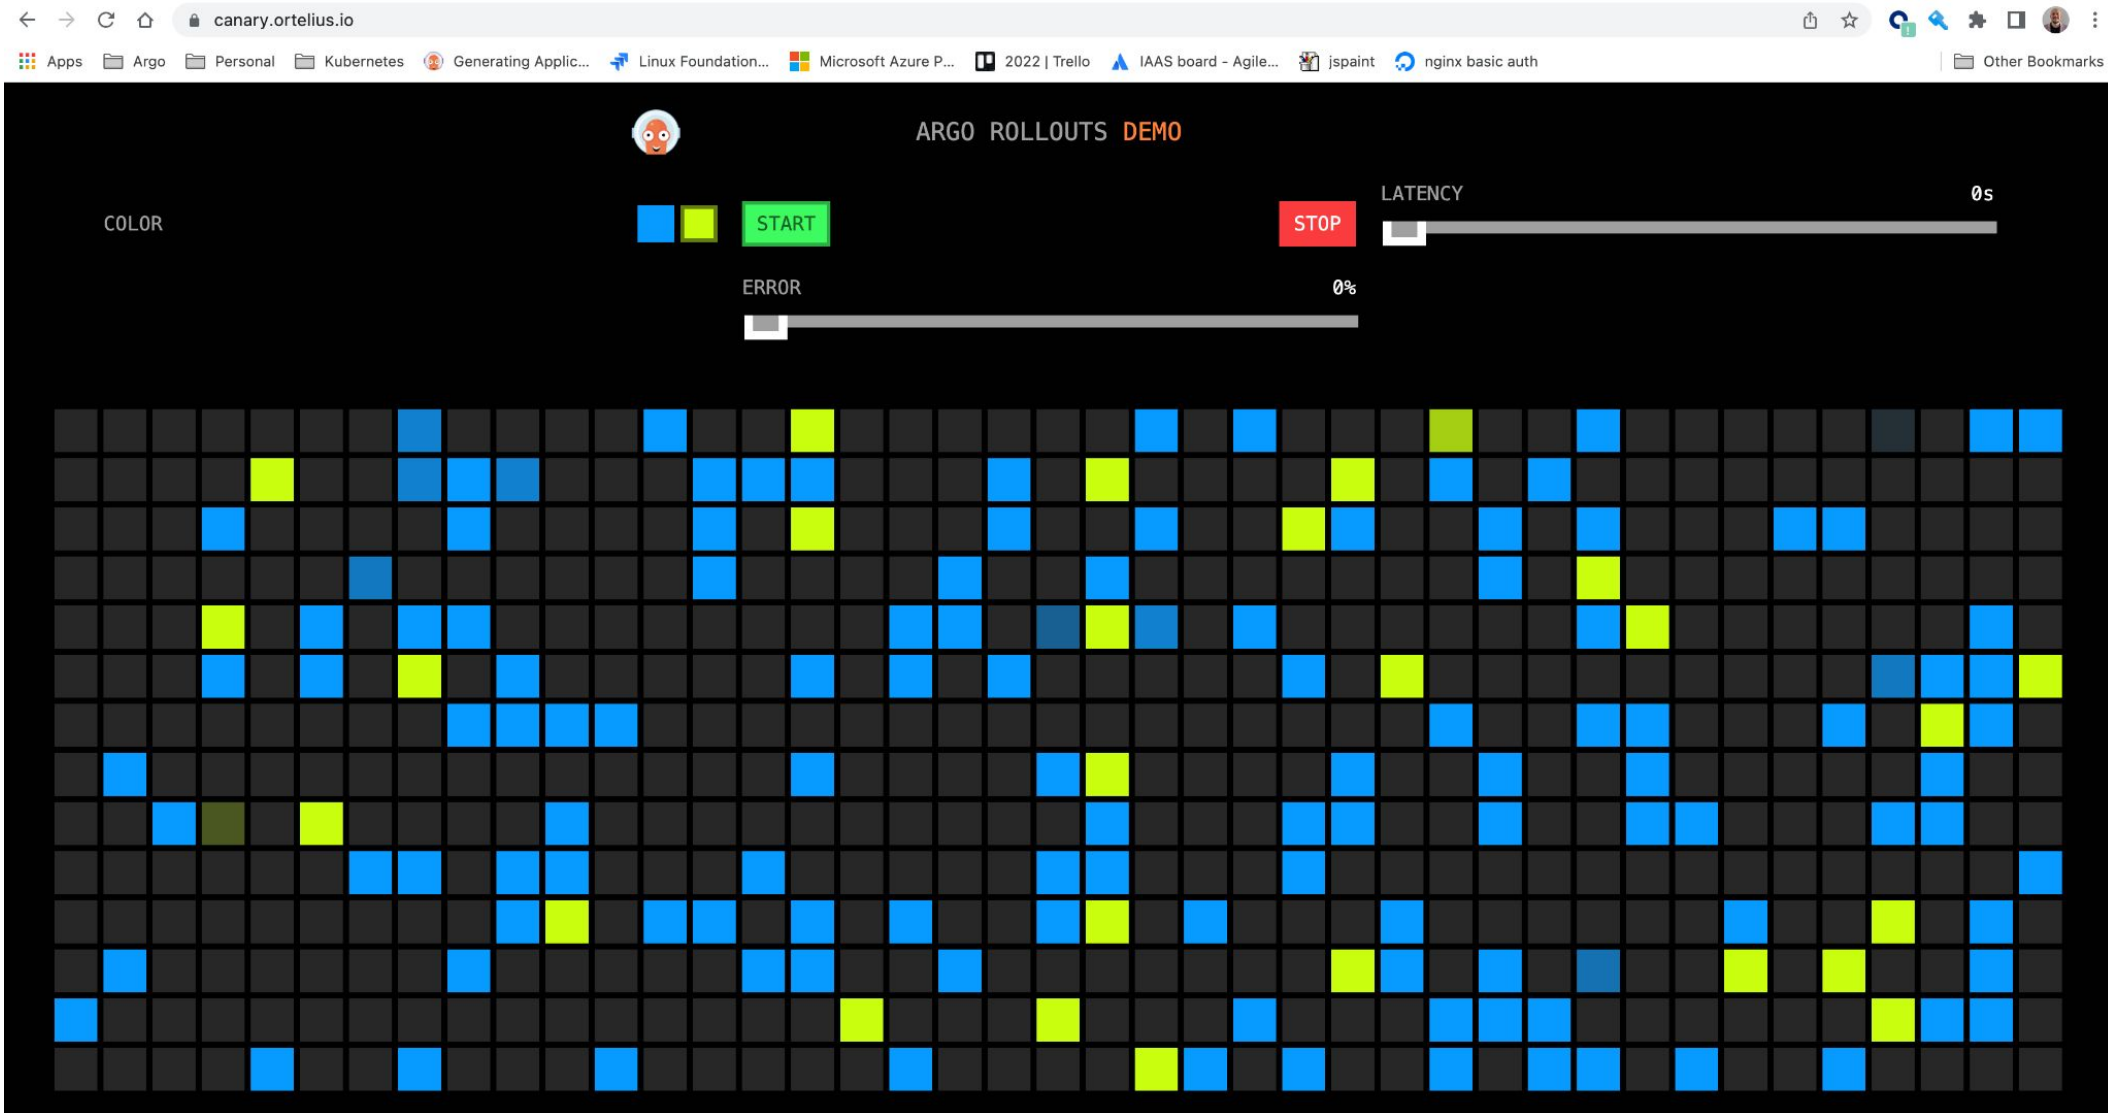 canary.ortelius.io
Apps Argo Personal Kubernetes Generating Applic... Linux Foundation... Microsoft Azure P... 2022 | Trello IAAS board - Agile... jspaint nginx basic auth Other Bookmarks
ARGO ROLLOUTS DEMO
COLOR START STOP LATENCY 0s
ERROR 0%